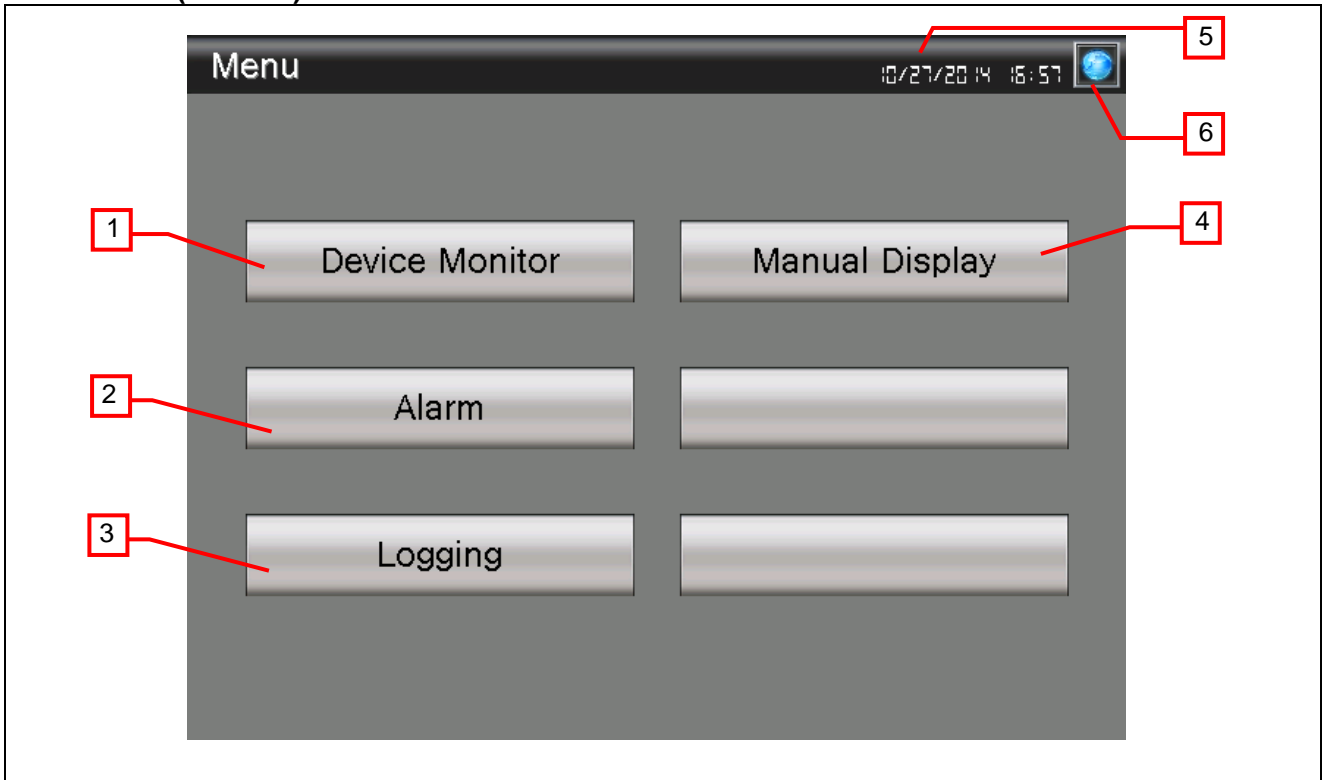 5
Menu
10/27/2014 16:57
6
1
4
Device Monitor
Manual Display
2
Alarm
3
Logging